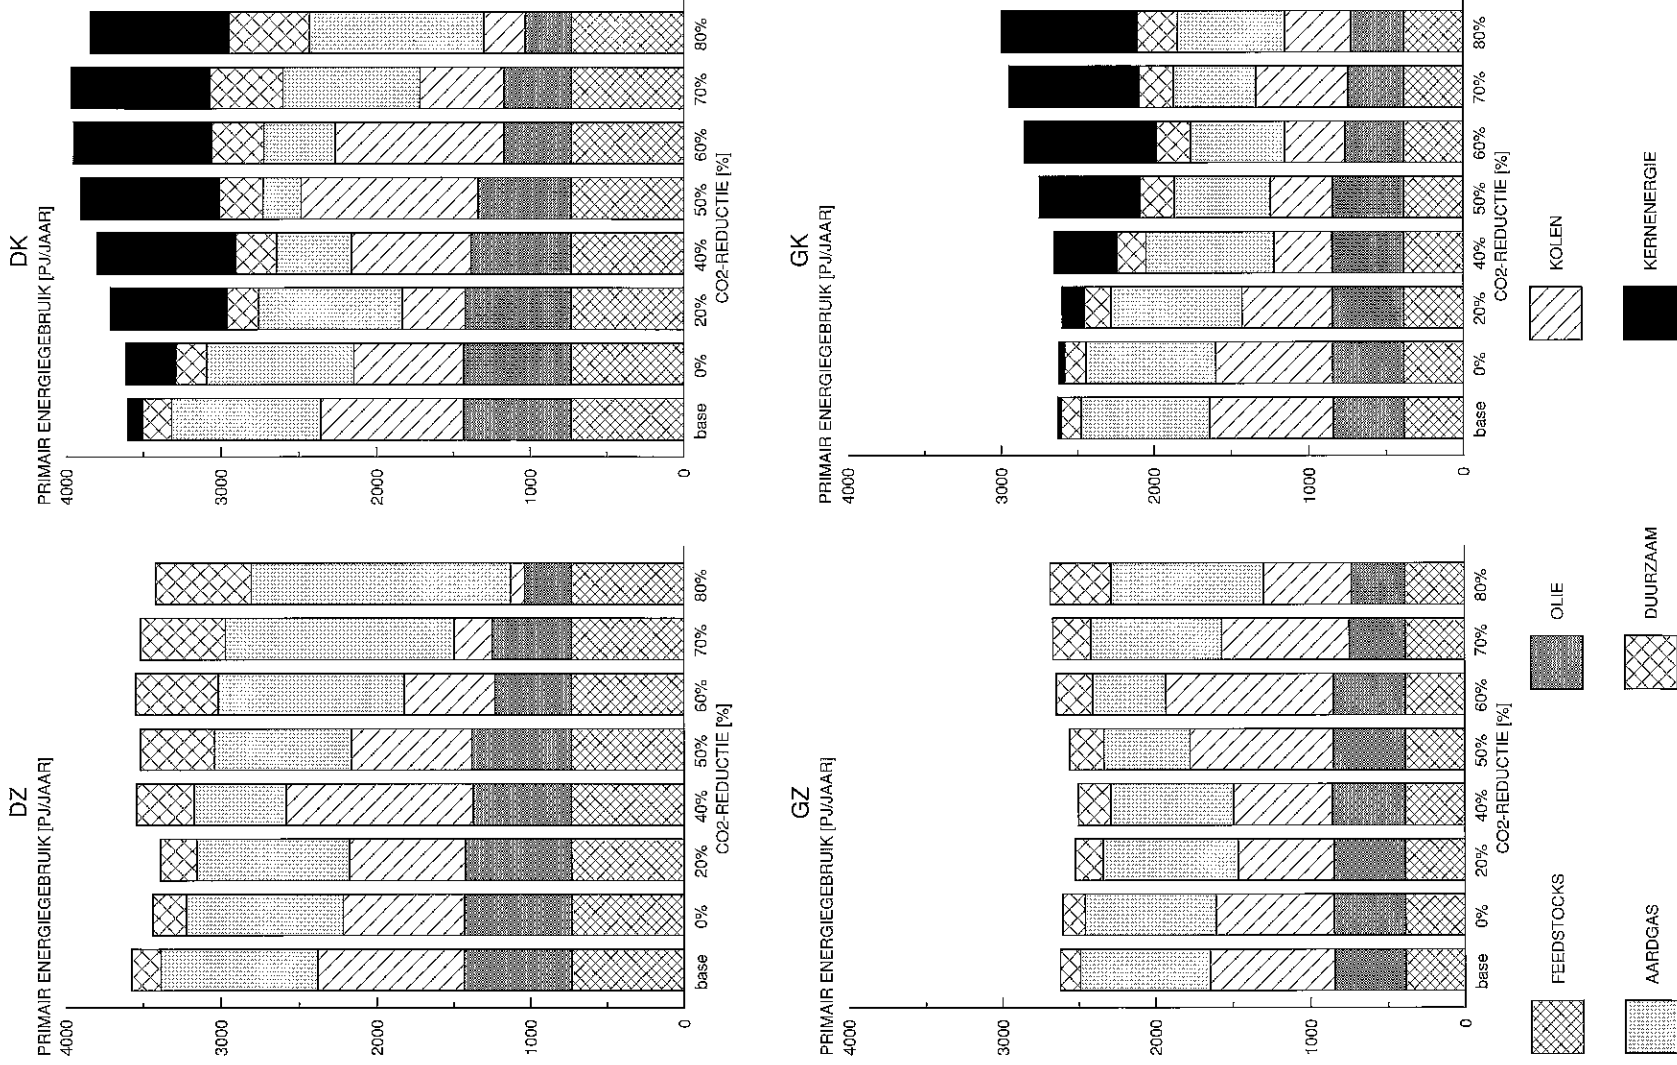 DZ
PRIMAIR ENERGIEGEBRUIK [PJ/JAAR]
4000
3000
2000
1000
0
base 0% 20% 40% 50% 60% 70% 80%
CO2-REDUCTIE [%]
DK
PRIMAIR ENERGIEGEBRUIK [PJ/JAAR]
4000
3000
2000
1000
0
base 0% 20% 40% 50% 60% 70% 80%
CO2-REDUCTIE [%]
GZ
PRIMAIR ENERGIEGEBRUIK [PJ/JAAR]
4000
3000
2000
1000
0
base 0% 20% 40% 50% 60% 70% 80%
CO2-REDUCTIE [%]
GK
PRIMAIR ENERGIEGEBRUIK [PJ/JAAR]
4000
3000
2000
1000
0
base 0% 20% 40% 50% 60% 70% 80%
CO2-REDUCTIE [%]
FEEDSTOCKS OLIE KOLEN
AARDGAS DUURZAAM KERNENERGIE